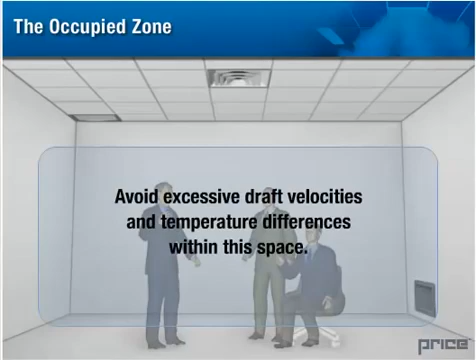 The Occupied Zone
Avoid excessive draft velocities
and temperature differences
within this space.
price